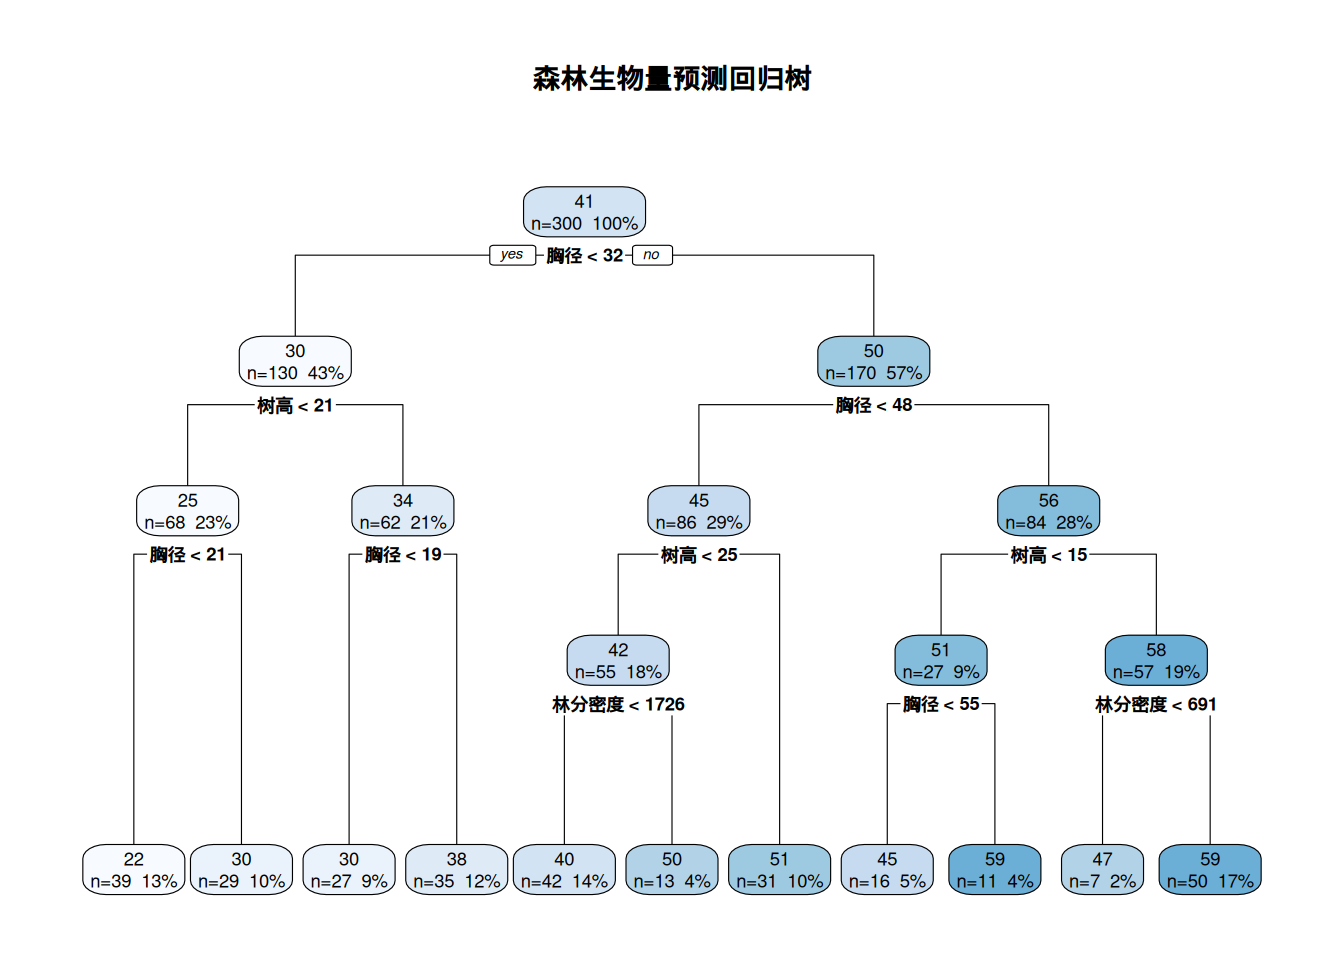 森林生物量预测回归树
41
n=300 100%
yes 胸径 < 32 no
30
n=130 43%
50
n=170 57%
树高 < 21
胸径 < 48
25
n=68 23%
34
n=62 21%
45
n=86 29%
56
n=84 28%
胸径 < 21
胸径 < 19
树高 < 25
树高 < 15
42
n=55 18%
51
n=27 9%
58
n=57 19%
林分密度 < 1726
胸径 < 55
林分密度 < 691
22
n=39 13%
30
n=29 10%
30
n=27 9%
38
n=35 12%
40
n=42 14%
50
n=13 4%
51
n=31 10%
45
n=16 5%
59
n=11 4%
47
n=7 2%
59
n=50 17%